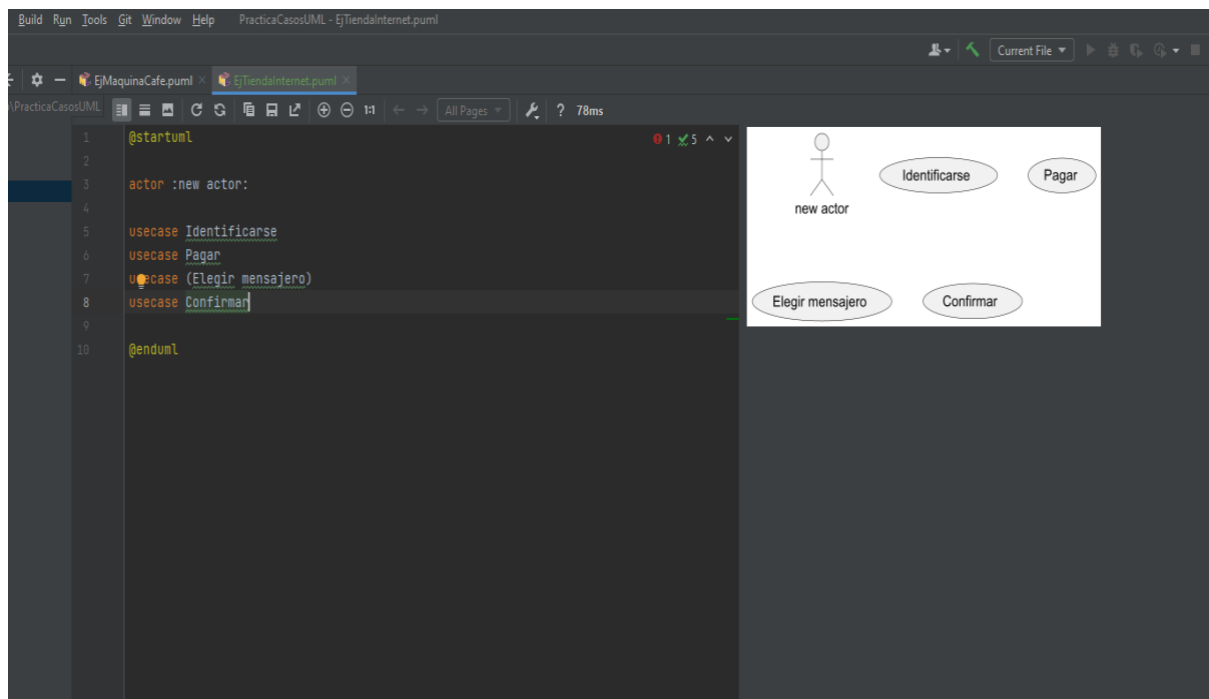 Build Run Tools Git Window Help PracticaCasosUML - EjTiendaInternet.puml
Current File
EjMaquinaCafe.puml EjTiendaInternet.puml
\PracticaCasosUML 1:1 All Pages ? 78ms
1 @startuml 1 5
2
3 actor :new actor:
4
5 usecase Identificarse
6 usecase Pagar
7 usecase (Elegir mensajero)
8 usecase Confirmar
9
10 @enduml
Identificarse Pagar
new actor
Elegir mensajero Confirmar